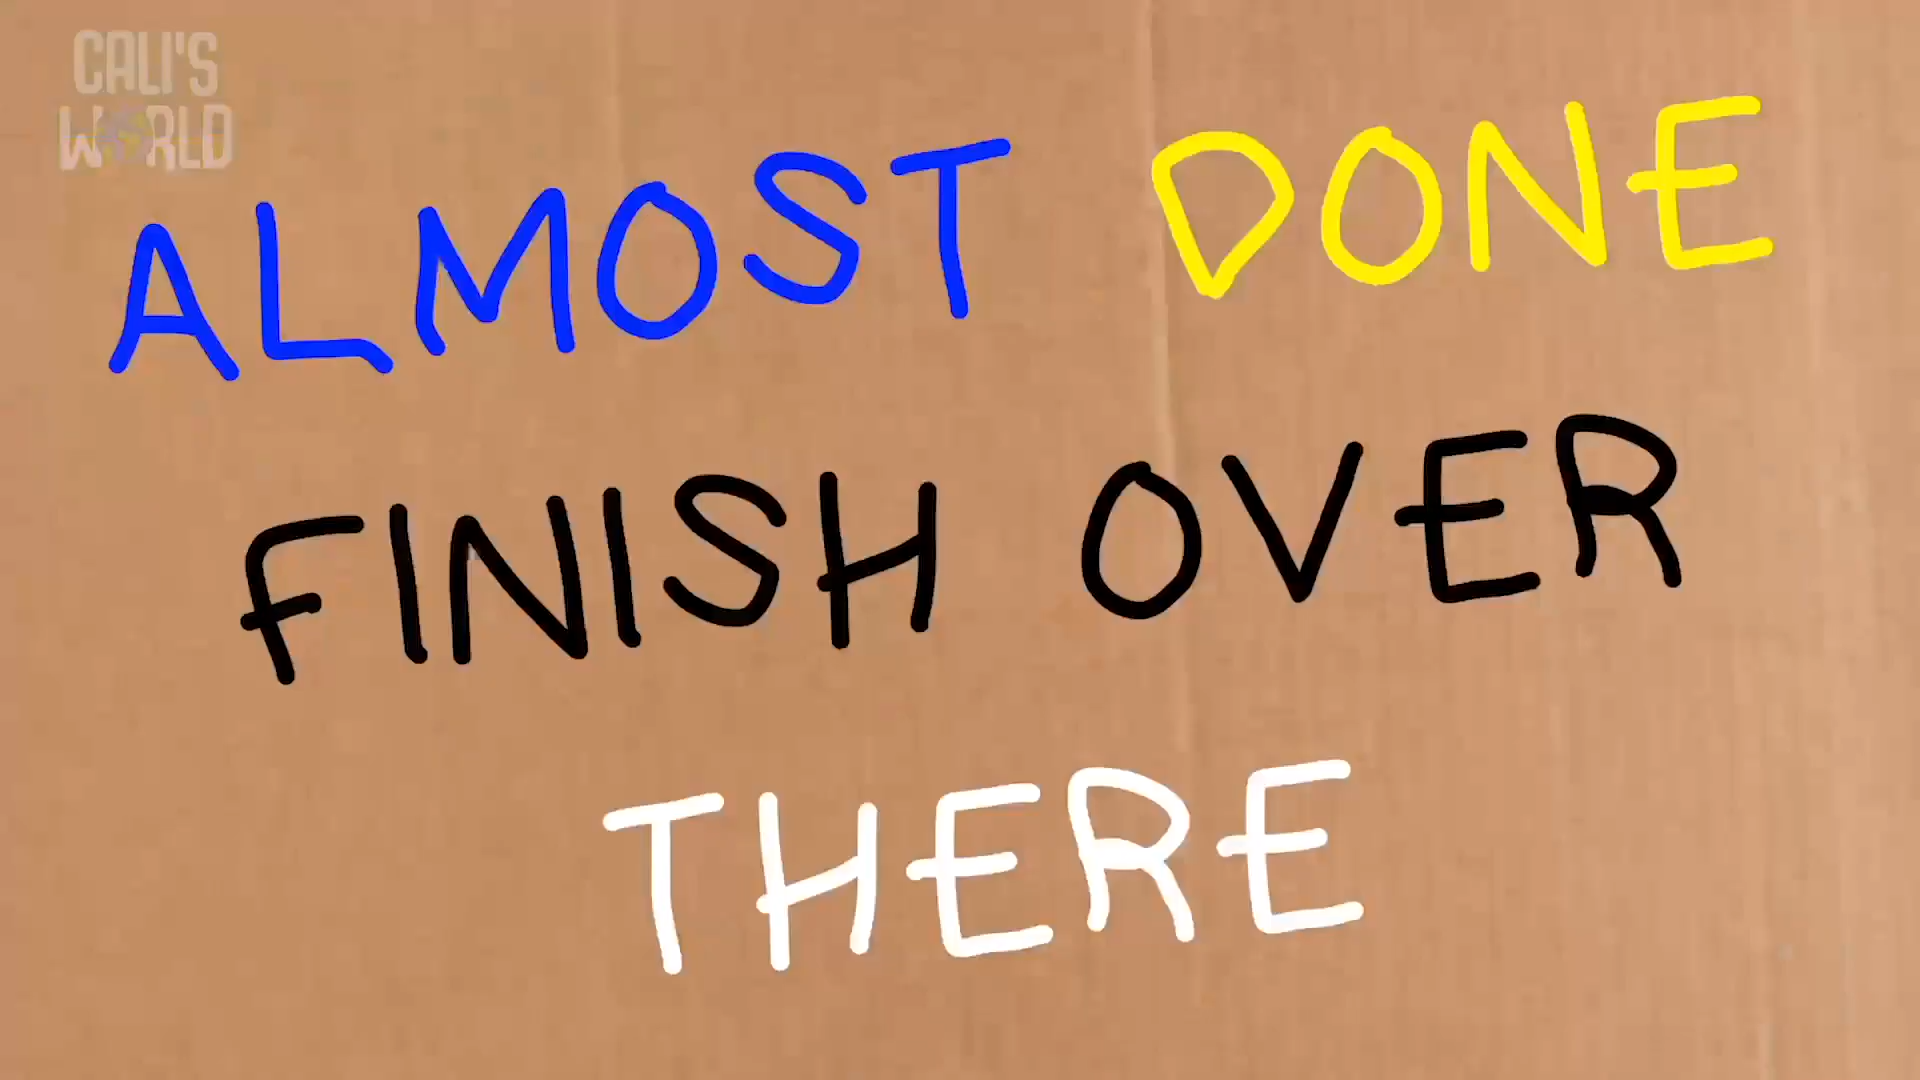 CALI'S
WORLD
ALMOST DONE
FINISH OVER
THERE